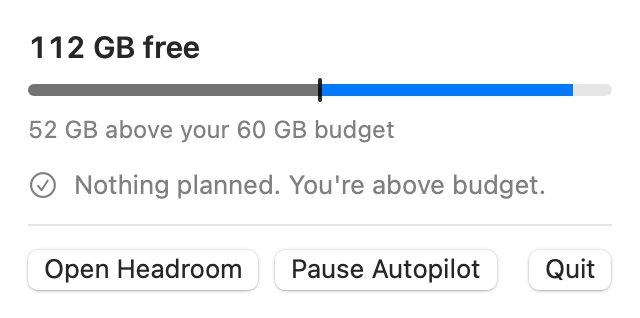 112 GB free
52 GB above your 60 GB budget
Nothing planned. You're above budget.
Open Headroom Pause Autopilot Quit